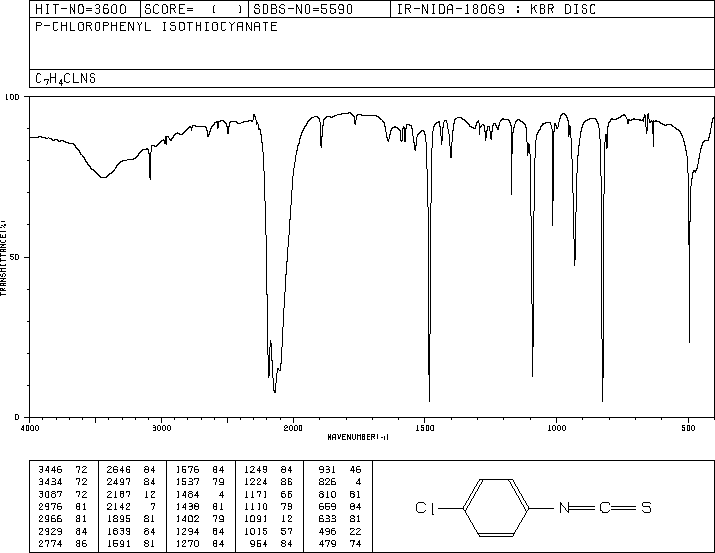 HIT-NO=3600 SCORE= ( ) SDBS-NO=5590 IR-NIDA-18069 : KBR DISC
P-CHLOROPHENYL ISOTHIOCYANATE
C7H4CLNS
100
50
0
TRANSMITTANCE(%)
4000 3000 2000 1500 1000 500
WAVENUMBER(-1)
3446 72 2646 84 1576 84 1249 84 931 46
3434 72 2497 84 1537 79 1224 86 826 4
3087 72 2187 12 1484 4 1171 66 810 81
2976 81 2142 7 1438 81 1110 79 669 84
2966 81 1895 81 1402 79 1091 12 633 81
2929 84 1639 84 1294 84 1015 57 496 22
2774 86 1591 81 1270 84 964 84 479 74
Cl N C S